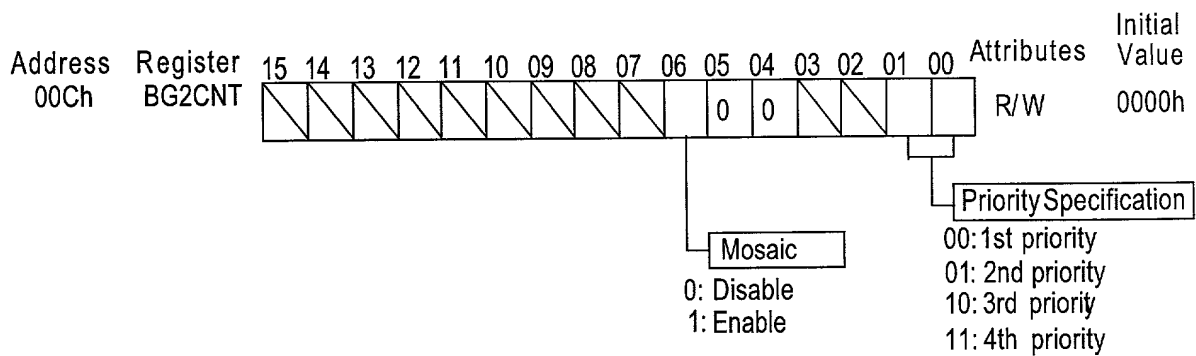 Initial
Address Register 15 14 13 12 11 10 09 08 07 06 05 04 03 02 01 00 Attributes Value
00Ch BG2CNT 0 0 R/W 0000h
Priority Specification
Mosaic
00: 1st priority
01: 2nd priority
0: Disable
10: 3rd priority
1: Enable
11: 4th priority